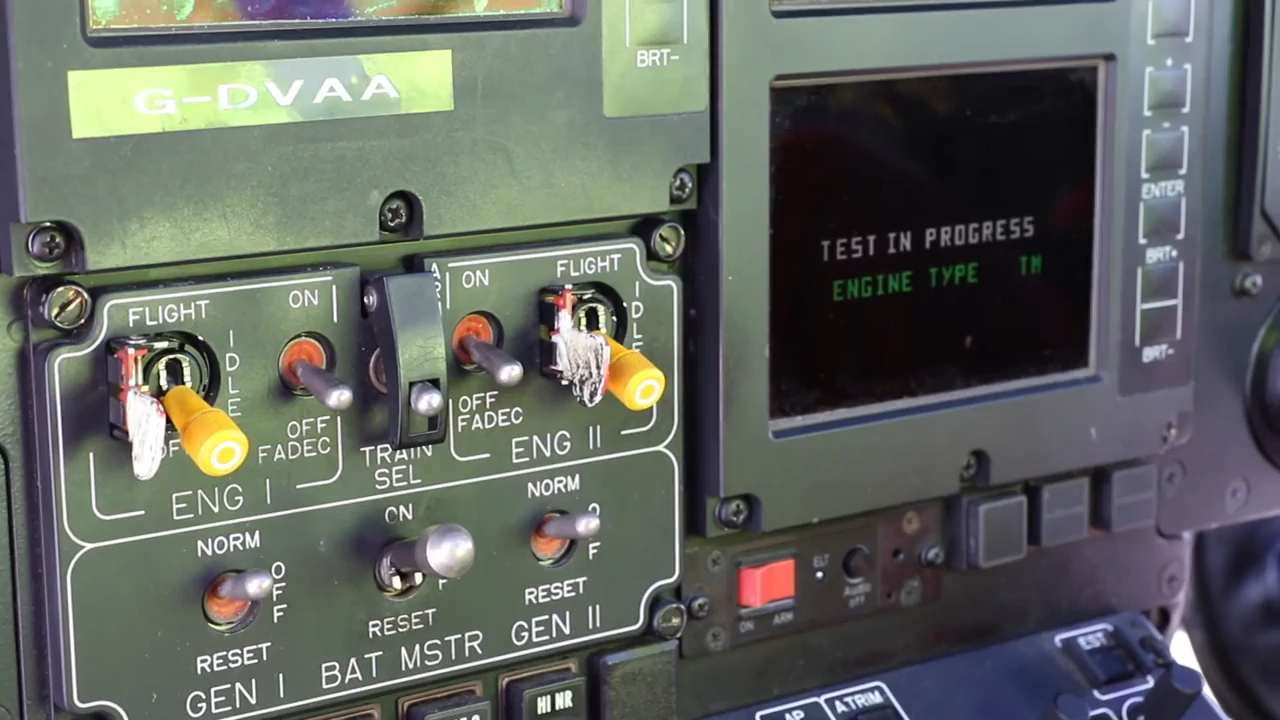 BRT-
G-DVAA
ENTER
BRT+
BRT-
TEST IN PROGRESS
ENGINE TYPE TM
FLIGHT
ON
IDLE
OFF
FADEC
ENG I
TRAIN
SEL
ON
FLIGHT
IDLE
OFF
FADEC
ENG II
NORM
OFF
RESET
GEN I
ON
RESET
BAT MSTR
NORM
RESET
GEN II
ELT
ON
ARM
Audio
off
HI NR
AP
A.TRIM
EST